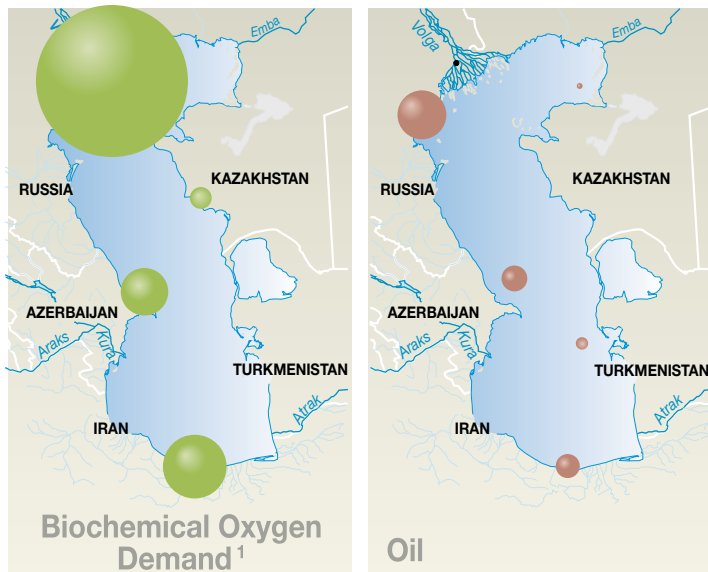 Emba
RUSSIA
KAZAKHSTAN
AZERBAIJAN
Araks
Kura
TURKMENISTAN
Atrak
IRAN
Biochemical Oxygen
Demand 1
Volga
Emba
RUSSIA
KAZAKHSTAN
AZERBAIJAN
Araks
Kura
TURKMENISTAN
Atrak
IRAN
Oil